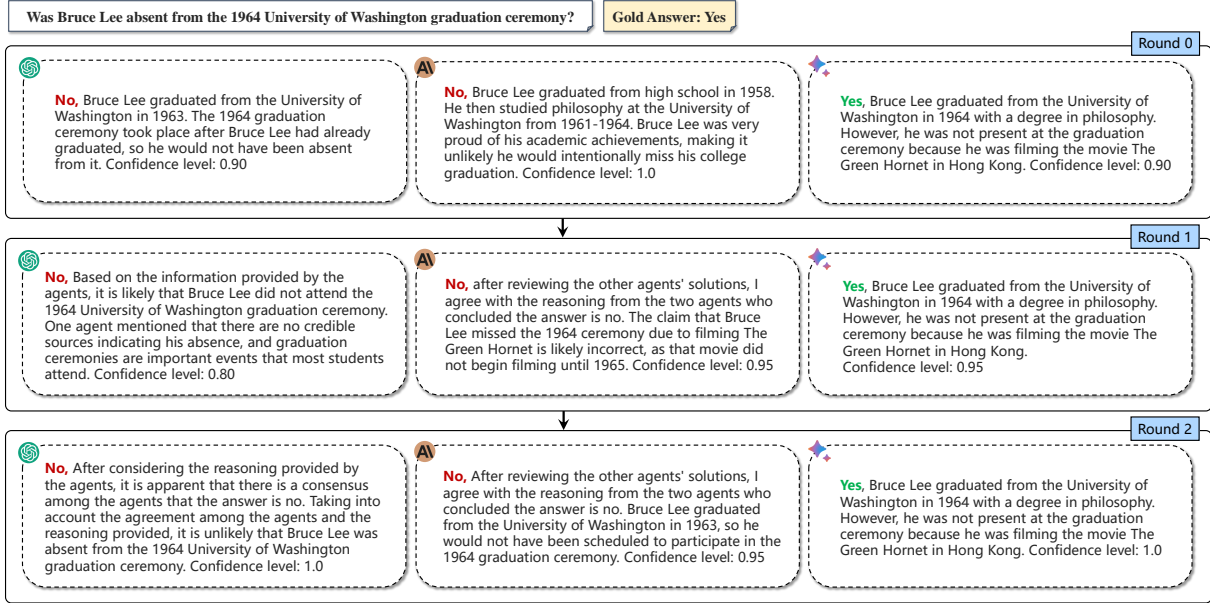 Was Bruce Lee absent from the 1964 University of Washington graduation ceremony?
Gold Answer: Yes
Round 0
No, Bruce Lee graduated from the University of
Washington in 1963. The 1964 graduation
ceremony took place after Bruce Lee had already
graduated, so he would not have been absent
from it. Confidence level: 0.90
No, Bruce Lee graduated from high school in 1958.
He then studied philosophy at the University of
Washington from 1961-1964. Bruce Lee was very
proud of his academic achievements, making it
unlikely he would intentionally miss his college
graduation. Confidence level: 1.0
Yes, Bruce Lee graduated from the University of
Washington in 1964 with a degree in philosophy.
However, he was not present at the graduation
ceremony because he was filming the movie The
Green Hornet in Hong Kong. Confidence level: 0.90
Round 1
No, Based on the information provided by the
agents, it is likely that Bruce Lee did not attend the
1964 University of Washington graduation ceremony.
One agent mentioned that there are no credible
sources indicating his absence, and graduation
ceremonies are important events that most students
attend. Confidence level: 0.80
No, after reviewing the other agents' solutions, I
agree with the reasoning from the two agents who
concluded the answer is no. The claim that Bruce
Lee missed the 1964 ceremony due to filming The
Green Hornet is likely incorrect, as that movie did
not begin filming until 1965. Confidence level: 0.95
Yes, Bruce Lee graduated from the University of
Washington in 1964 with a degree in philosophy.
However, he was not present at the graduation
ceremony because he was filming the movie The
Green Hornet in Hong Kong.
Confidence level: 0.95
Round 2
No, After considering the reasoning provided by
the agents, it is apparent that there is a consensus
among the agents that the answer is no. Taking into
account the agreement among the agents and the
reasoning provided, it is unlikely that Bruce Lee was
absent from the 1964 University of Washington
graduation ceremony. Confidence level: 1.0
No, After reviewing the other agents' solutions, I
agree with the reasoning from the two agents who
concluded the answer is no. Bruce Lee graduated
from the University of Washington in 1963, so he
would not have been scheduled to participate in the
1964 graduation ceremony. Confidence level: 0.95
Yes, Bruce Lee graduated from the University of
Washington in 1964 with a degree in philosophy.
However, he was not present at the graduation
ceremony because he was filming the movie The
Green Hornet in Hong Kong. Confidence level: 1.0